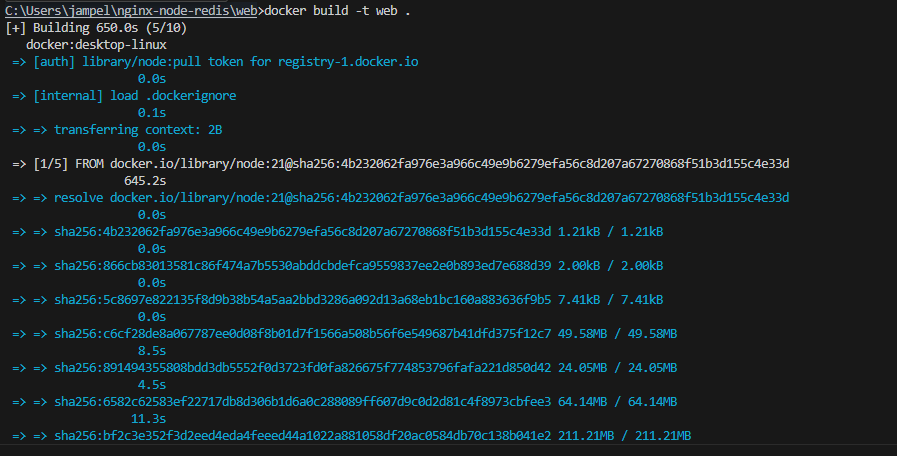 C:\Users\jampel\nginx-node-redis\web>docker build -t web .
[+] Building 650.0s (5/10)
docker:desktop-linux
=> [auth] library/node:pull token for registry-1.docker.io
0.0s
=> [internal] load .dockerignore
0.1s
=> => transferring context: 2B
0.0s
=> [1/5] FROM docker.io/library/node:21@sha256:4b232062fa976e3a966c49e9b6279efa56c8d207a67270868f51b3d155c4e33d
645.2s
=> => resolve docker.io/library/node:21@sha256:4b232062fa976e3a966c49e9b6279efa56c8d207a67270868f51b3d155c4e33d
0.0s
=> => sha256:4b232062fa976e3a966c49e9b6279efa56c8d207a67270868f51b3d155c4e33d 1.21kB / 1.21kB
0.0s
=> => sha256:866cb83013581c86f474a7b5530abddcbdefca9559837ee2e0b893ed7e688d39 2.00kB / 2.00kB
0.0s
=> => sha256:5c8697e822135f8d9b38b54a5aa2bbd3286a092d13a68eb1bc160a883636f9b5 7.41kB / 7.41kB
0.0s
=> => sha256:c6cf28de8a067787ee0d08f8b01d7f1566a508b56f6e549687b41dfd375f12c7 49.58MB / 49.58MB
8.5s
=> => sha256:891494355808bdd3db5552f0d3723fd0fa826675f774853796fafa221d850d42 24.05MB / 24.05MB
4.5s
=> => sha256:6582c62583ef22717db8d306b1d6a0c288089ff607d9c0d2d81c4f8973cbfee3 64.14MB / 64.14MB
11.3s
=> => sha256:bf2c3e352f3d2eed4eda4feeed44a1022a881058df20ac0584db70c138b041e2 211.21MB / 211.21MB